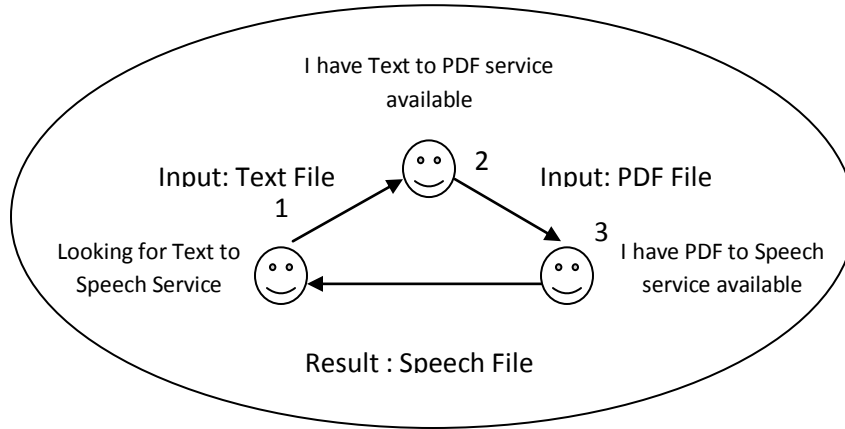 I have Text to PDF service
available
2
Input: Text File
Input: PDF File
1
3
Looking for Text to
Speech Service
I have PDF to Speech
service available
Result : Speech File